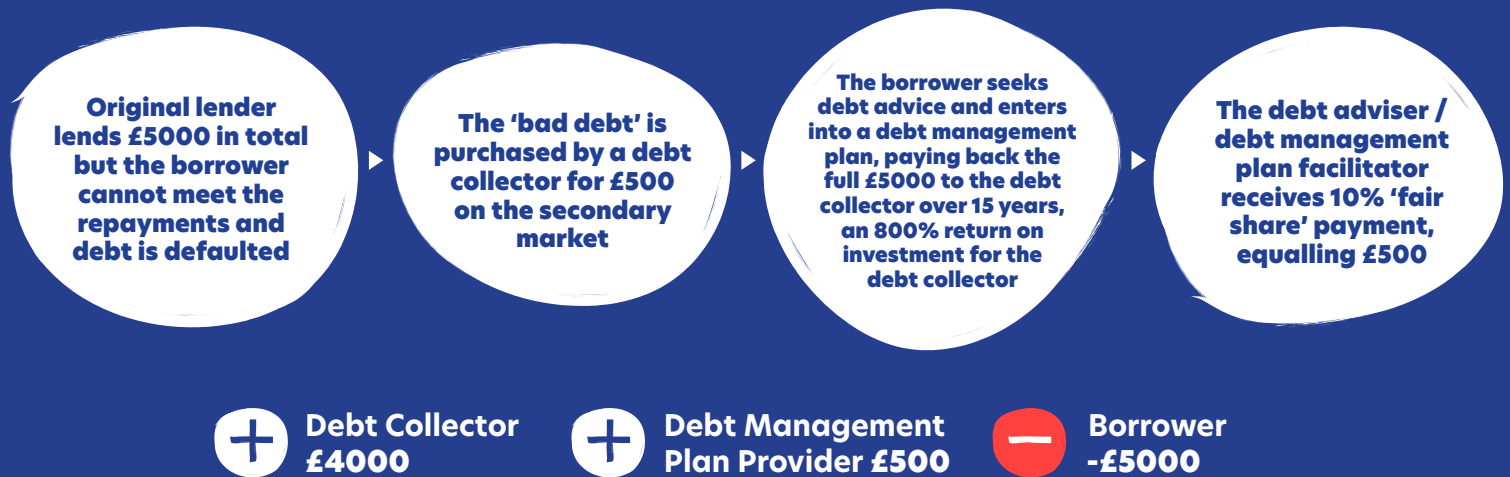 Original lender
lends £5000 in total
but the borrower
cannot meet the
repayments and
debt is defaulted
The ‘bad debt’ is
purchased by a debt
collector for £500
on the secondary
market
The borrower seeks
debt advice and enters
into a debt management
plan, paying back the
full £5000 to the debt
collector over 15 years,
an 800% return on
investment for the
debt collector
The debt adviser /
debt management
plan facilitator
receives 10% ‘fair
share’ payment,
equalling £500
Debt Collector
£4000
Debt Management
Plan Provider £500
Borrower
-£5000